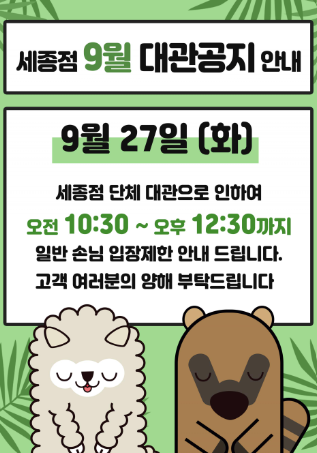 세종점 9월 대관공지 안내
9월 27일 (화)
세종점 단체 대관으로 인하여
오전 10:30 ~ 오후 12:30까지
일반 손님 입장제한 안내 드립니다.
고객 여러분의 양해 부탁드립니다